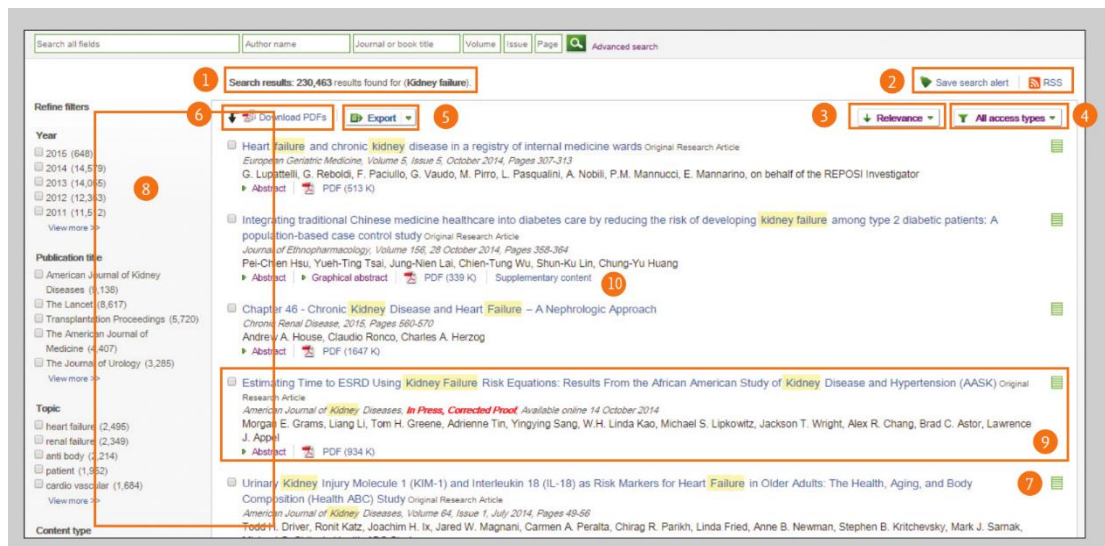 Search all fields Author name Journal or book title Volume Issue Page Advanced search
1 Search results: 230,463 results found for (Kidney failure).
2 Save search alert RSS
Refine filters
6 Download PDFs Export 5 3 Relevance All access types 4
Year
2015 (648)
2014 (14,579)
2013 (14,055)
2012 (12,353)
2011 (11,512)
View more >>
8
Publication title
American Journal of Kidney
Diseases (9,138)
The Lancet (8,617)
Transplantation Proceedings (5,720)
The American Journal of
Medicine (4,407)
The Journal of Urology (3,285)
View more >>
Topic
heart failure (2,495)
renal failure (2,349)
anti body (2,214)
patient (1,952)
cardio vascular (1,684)
View more >>
Content type
Heart failure and chronic kidney disease in a registry of internal medicine wards Original Research Article
European Geriatric Medicine, Volume 5, Issue 5, October 2014, Pages 307-313
G. Lupattelli, G. Reboldi, F. Paciullo, G. Vaudo, M. Pirro, L. Pasqualini, A. Nobili, P.M. Mannucci, E. Mannarino, on behalf of the REPOSI Investigator
Abstract PDF (513 K)
Integrating traditional Chinese medicine healthcare into diabetes care by reducing the risk of developing kidney failure among type 2 diabetic patients: A
population-based case control study Original Research Article
Journal of Ethnopharmacology, Volume 156, 28 October 2014, Pages 358-364
Pei-Chien Hsu, Yueh-Ting Tsai, Jung-Nien Lai, Chien-Tung Wu, Shun-Ku Lin, Chung-Yu Huang
Abstract Graphical abstract PDF (339 K) Supplementary content
10
Chapter 46 - Chronic Kidney Disease and Heart Failure – A Nephrologic Approach
Chronic Renal Disease, 2015, Pages 560-570
Andrew A. House, Claudio Ronco, Charles A. Herzog
Abstract PDF (1647 K)
Estimating Time to ESRD Using Kidney Failure Risk Equations: Results From the African American Study of Kidney Disease and Hypertension (AASK) Original
Research Article
American Journal of Kidney Diseases, In Press, Corrected Proof, Available online 14 October 2014
Morgan E. Grams, Liang Li, Tom H. Greene, Adrienne Tin, Yingying Sang, W.H. Linda Kao, Michael S. Lipkowitz, Jackson T. Wright, Alex R. Chang, Brad C. Astor, Lawrence
J. Appel
Abstract PDF (934 K)
9
Urinary Kidney Injury Molecule 1 (KIM-1) and Interleukin 18 (IL-18) as Risk Markers for Heart Failure in Older Adults: The Health, Aging, and Body
7
Composition (Health ABC) Study Original Research Article
American Journal of Kidney Diseases, Volume 64, Issue 1, July 2014, Pages 49-56
Todd H. Driver, Ronit Katz, Joachim H. Ix, Jared W. Magnani, Carmen A. Peralta, Chirag R. Parikh, Linda Fried, Anne B. Newman, Stephen B. Kritchevsky, Mark J. Sarnak,